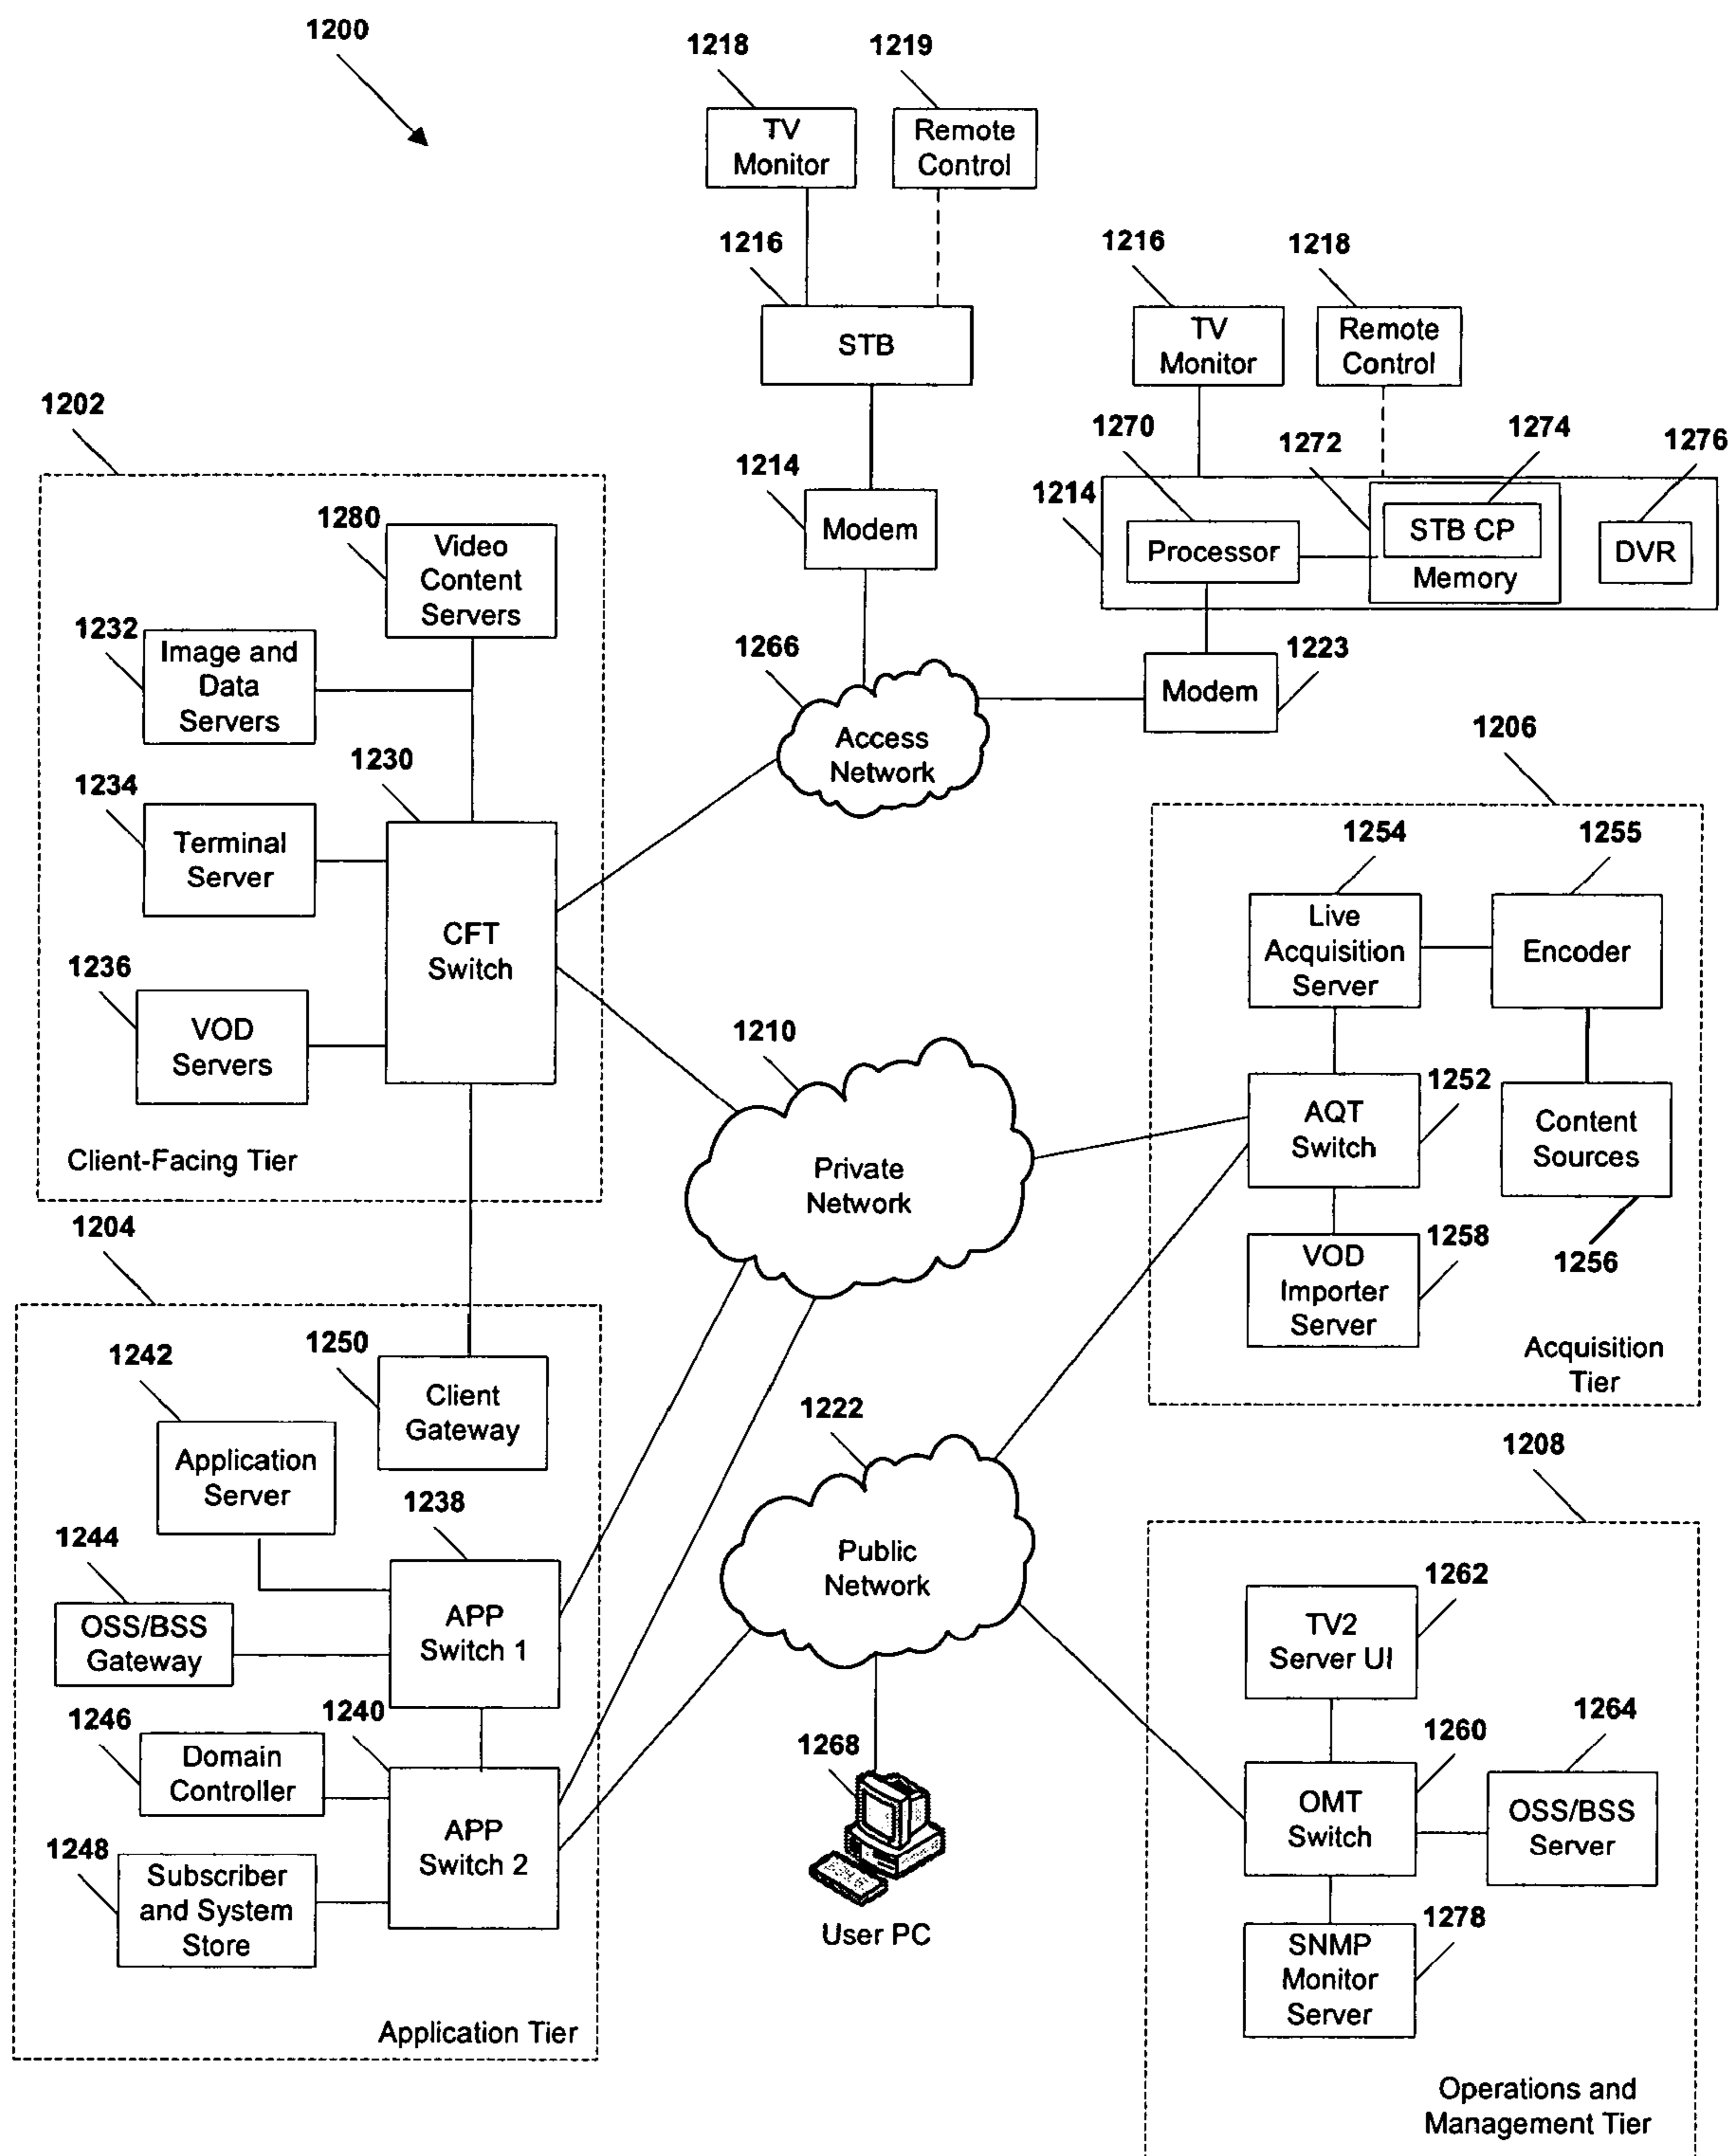 1200
1218
1219
TV
Monitor
Remote
Control
1216
STB
1216
1218
TV
Monitor
Remote
Control
1202
1214
Modem
1270
1272
1274
1276
1214
Processor
STB CP
Memory
DVR
1280
Video
Content
Servers
1232
Image and
Data
Servers
1266
Access
Network
Modem
1223
1230
1234
Terminal
Server
CFT
Switch
1236
VOD
Servers
Client-Facing Tier
1206
1254
1255
Live
Acquisition
Server
Encoder
1210
Private
Network
1252
AQT
Switch
Content
Sources
1256
1258
VOD
Importer
Server
Acquisition
Tier
1204
1250
Client
Gateway
1242
Application
Server
1238
1244
OSS/BSS
Gateway
APP
Switch 1
1246
Domain
Controller
1240
APP
Switch 2
1248
Subscriber
and System
Store
Application Tier
1222
Public
Network
1268
User PC
1208
1262
TV2
Server UI
1260
OMT
Switch
1264
OSS/BSS
Server
1278
SNMP
Monitor
Server
Operations and
Management Tier